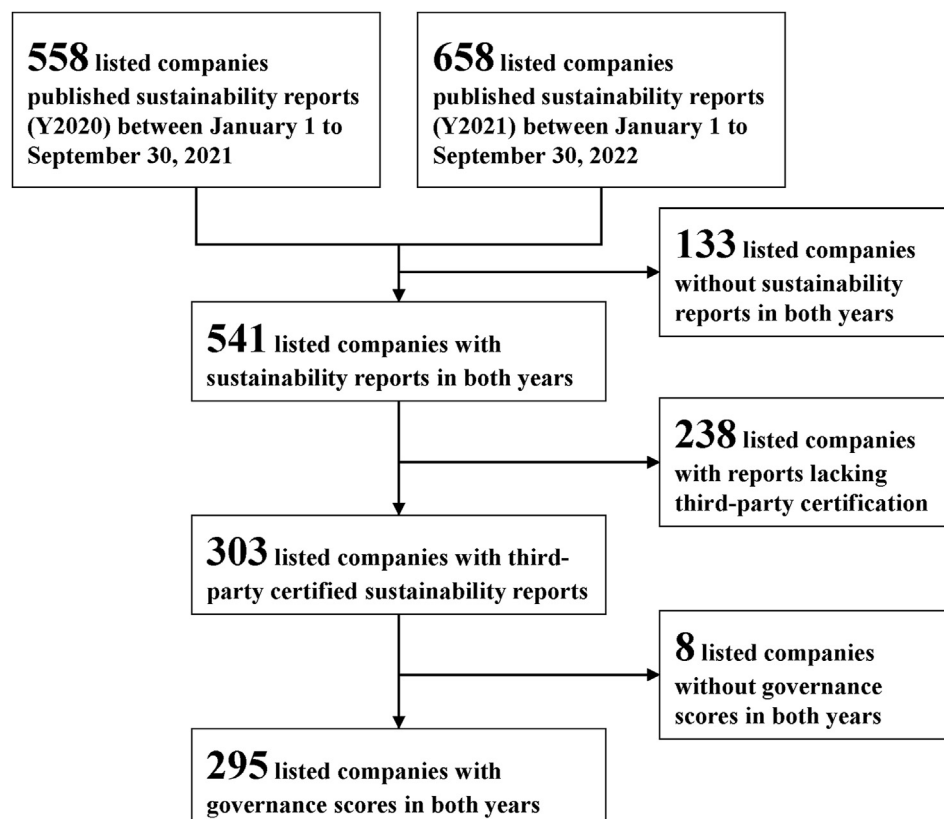 558 listed companies
published sustainability reports
(Y2020) between January 1 to
September 30, 2021
658 listed companies
published sustainability reports
(Y2021) between January 1 to
September 30, 2022
133 listed companies
without sustainability
reports in both years
541 listed companies with
sustainability reports in both years
238 listed companies
with reports lacking
third-party certification
303 listed companies with third-
party certified sustainability reports
8 listed companies
without governance
scores in both years
295 listed companies with
governance scores in both years